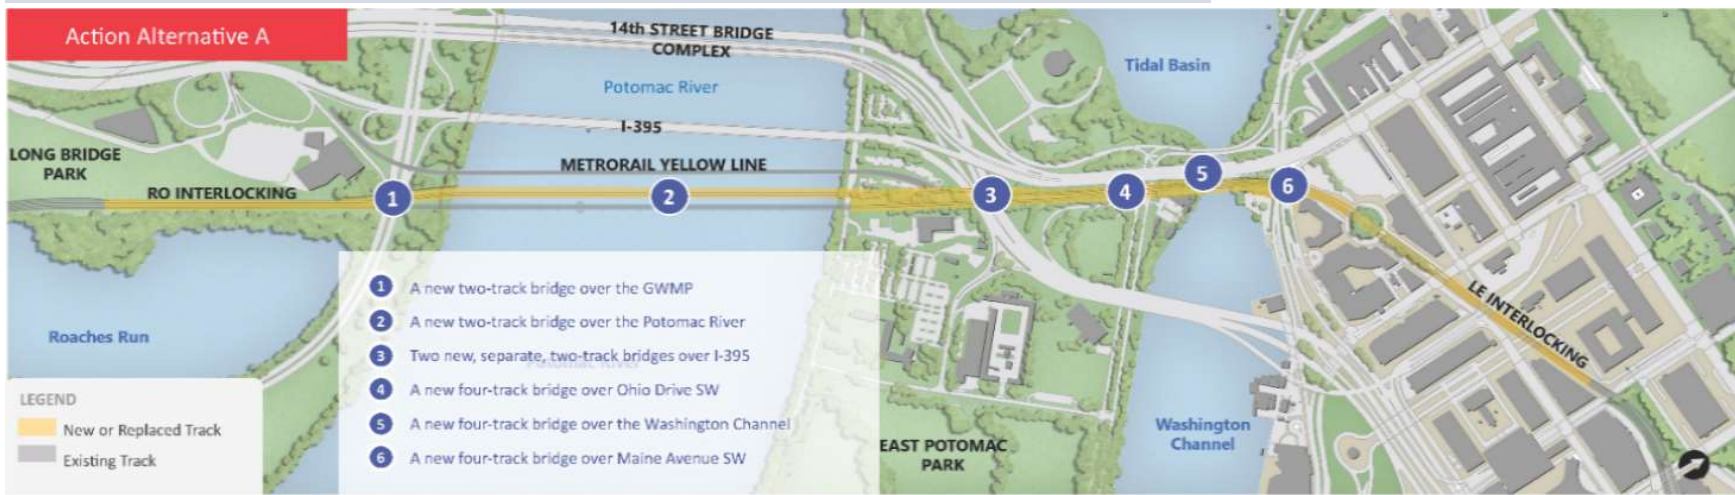 Action Alternative A
14th STREET BRIDGE
COMPLEX
Tidal Basin
Potomac River
I-395
LONG BRIDGE
PARK
METRORAIL YELLOW LINE
RO INTERLOCKING
1
2
3
4
5
6
1 A new two-track bridge over the GWMP
2 A new two-track bridge over the Potomac River
3 Two new, separate, two-track bridges over I-395
Potomac River
4 A new four-track bridge over Ohio Drive SW
5 A new four-track bridge over the Washington Channel
6 A new four-track bridge over Maine Avenue SW
LE INTERLOCKING
Roaches Run
LEGEND
New or Replaced Track
Existing Track
EAST POTOMAC
PARK
Washington
Channel